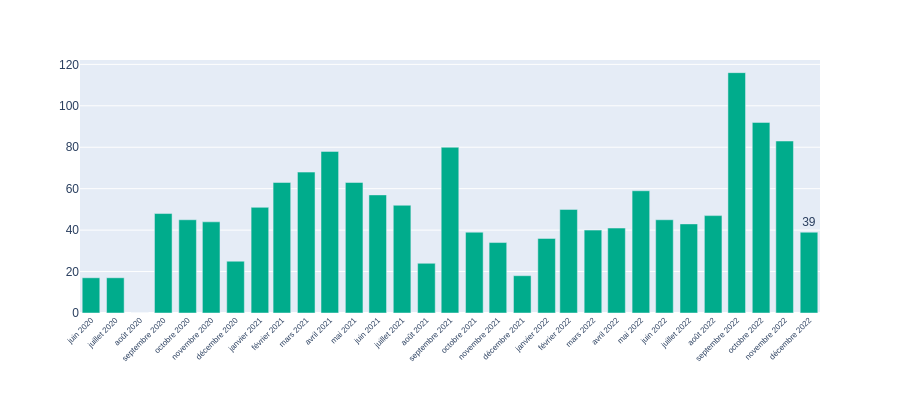 120
100
80
60
40
20
0
39
juin 2020
juillet 2020
août 2020
septembre 2020
octobre 2020
novembre 2020
décembre 2020
janvier 2021
février 2021
mars 2021
avril 2021
mai 2021
juin 2021
juillet 2021
août 2021
septembre 2021
octobre 2021
novembre 2021
décembre 2021
janvier 2022
février 2022
mars 2022
avril 2022
mai 2022
juin 2022
juillet 2022
août 2022
septembre 2022
octobre 2022
novembre 2022
décembre 2022